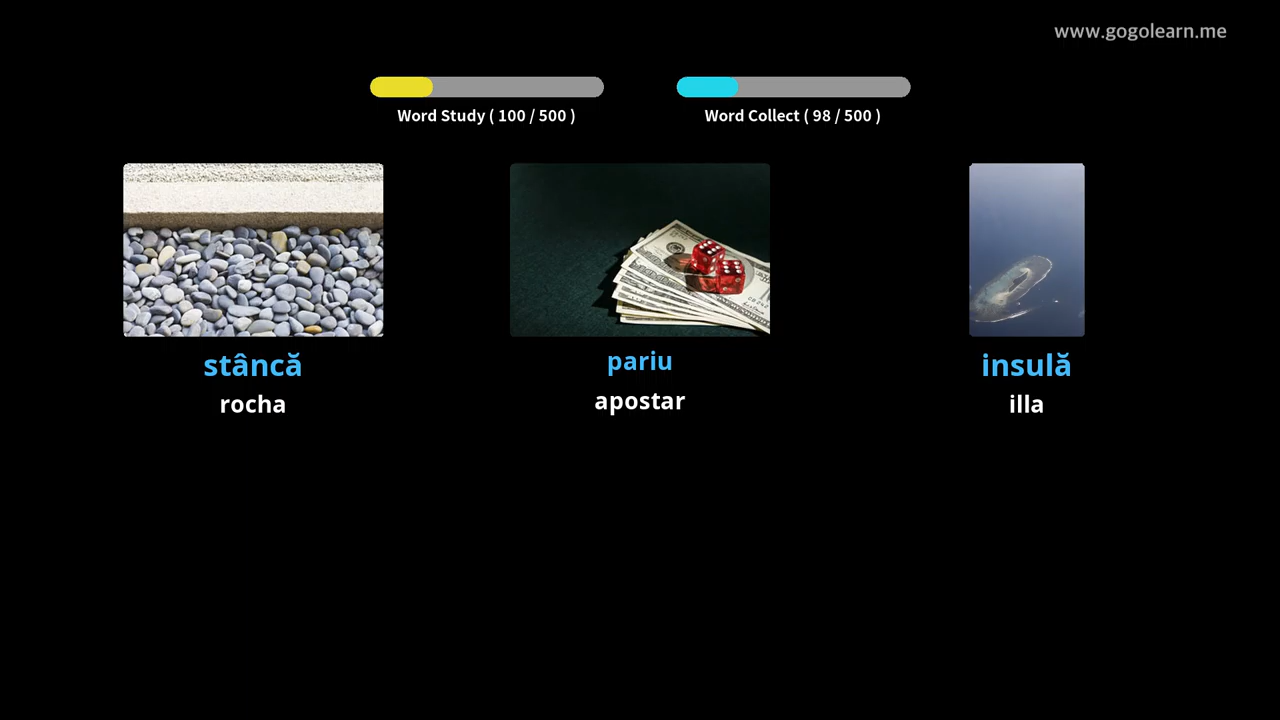 www.gogolearn.me
Word Study ( 100 / 500 )
Word Collect ( 98 / 500 )
stâncă
rocha
pariu
apostar
insulă
illa